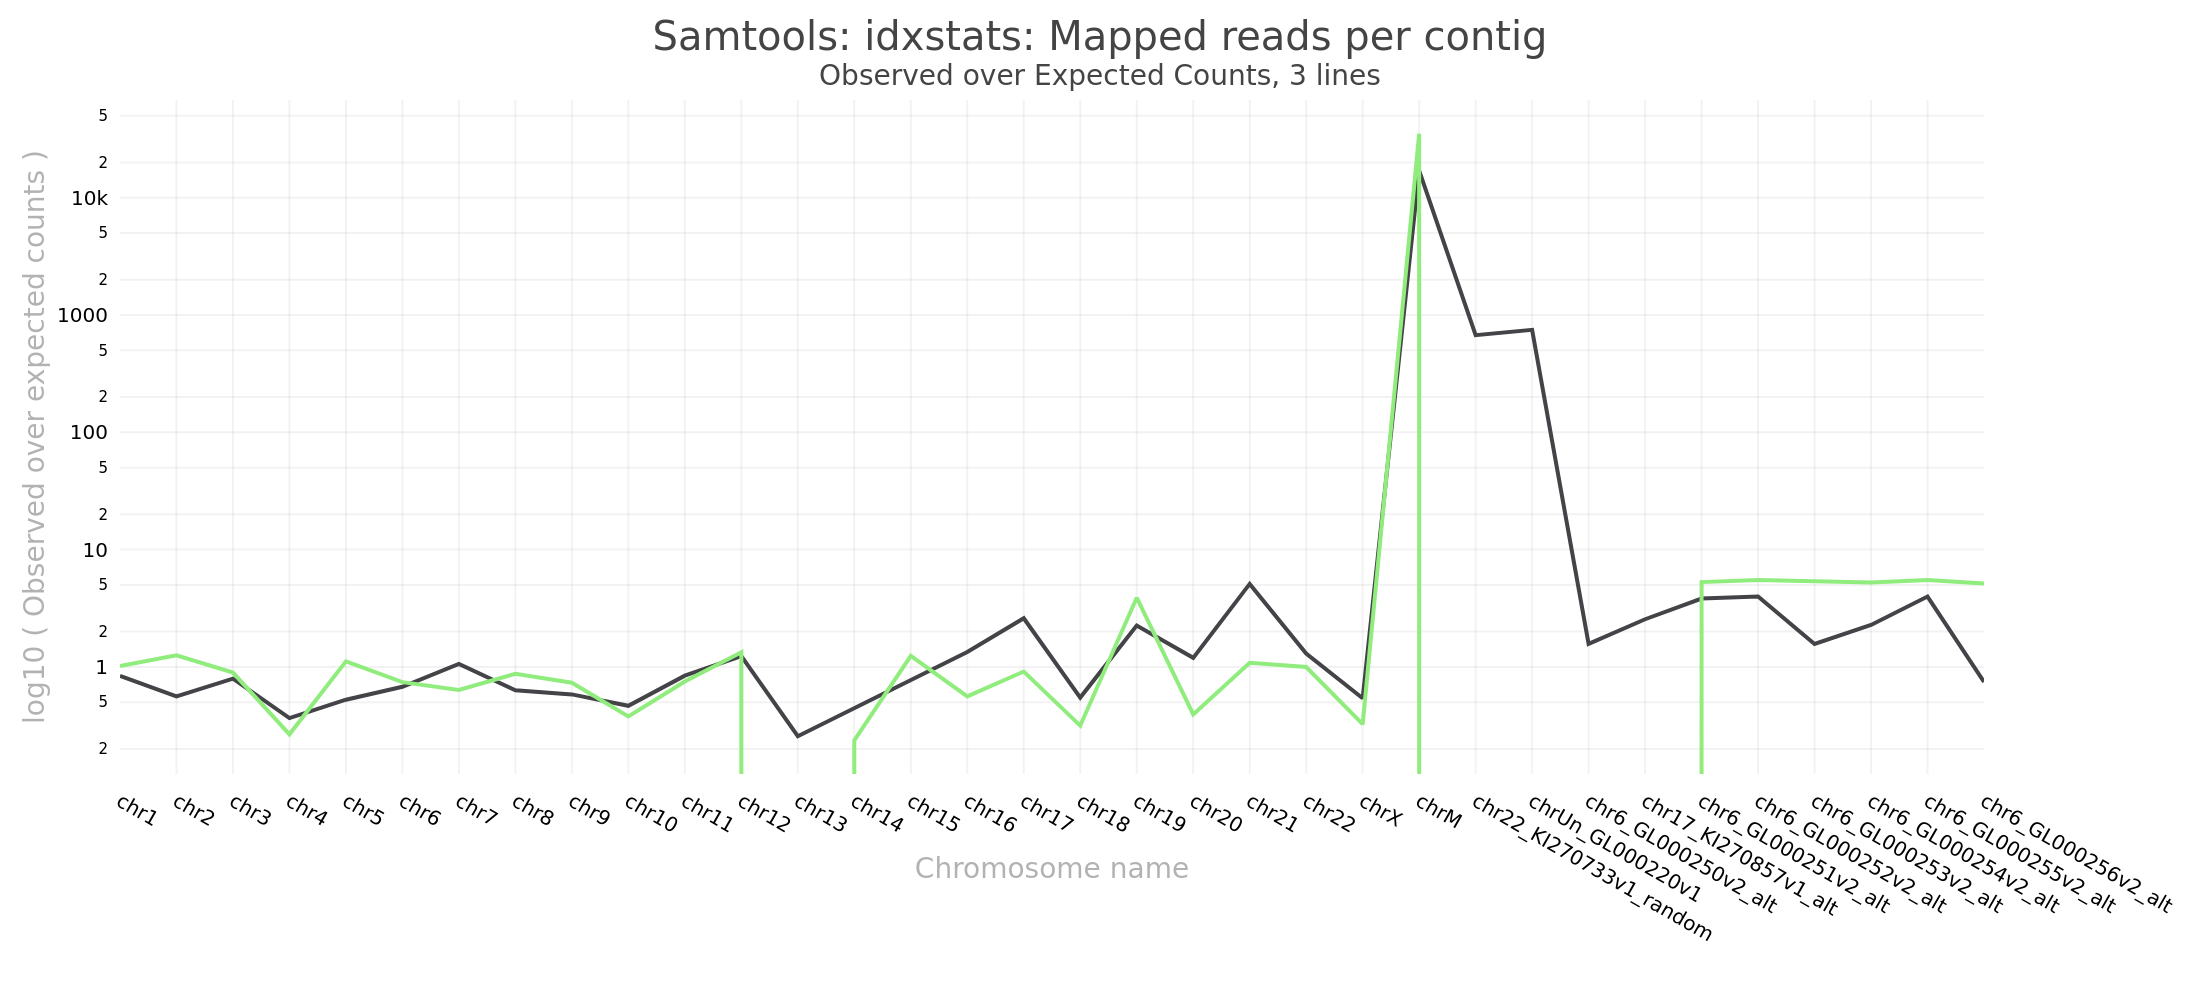 Samtools: idxstats: Mapped reads per contig
Observed over Expected Counts, 3 lines
log10 ( Observed over expected counts )
5
2
10k
5
2
1000
5
2
100
5
2
10
5
2
1
5
2
chr1
chr2
chr3
chr4
chr5
chr6
chr7
chr8
chr9
chr10
chr11
chr12
chr13
chr14
chr15
chr16
chr17
chr18
chr19
chr20
chr21
chr22
chrX
chrM
chr22_KI270733v1_random
chrUn_GL000220v1
chr6_GL000250v2_alt
chr17_KI270857v1_alt
chr6_GL000251v2_alt
chr6_GL000252v2_alt
chr6_GL000253v2_alt
chr6_GL000254v2_alt
chr6_GL000255v2_alt
chr6_GL000256v2_alt
Chromosome name